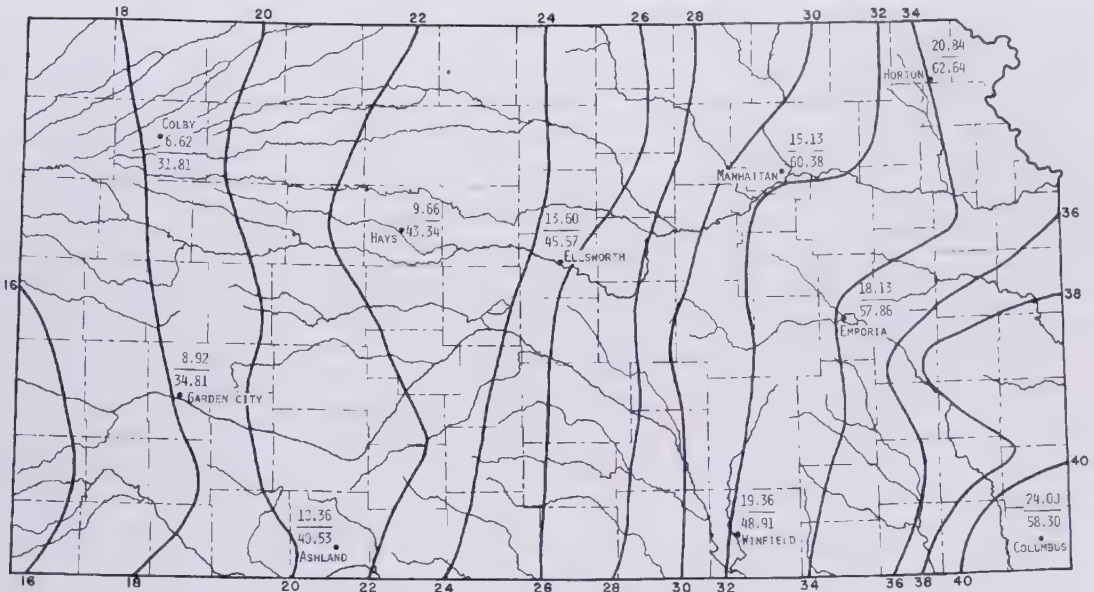 18 20 22 24 26 28 30 32 34
20.84
HORTON 62.64
COLBY
6.62
31.81
15.13
60.38
MANHATTAN
9.66
43.34
HAYS
13.60
45.57
ELLSWORTH
36
16
18.13
57.86
EMPORIA
38
8.92
34.81
GARDEN CITY
40
10.36
40.53
ASHLAND
19.36
48.91
WINFIELD
24.00
58.30
COLUMBUS
16 18 20 22 24 26 28 30 32 34 36 38 40